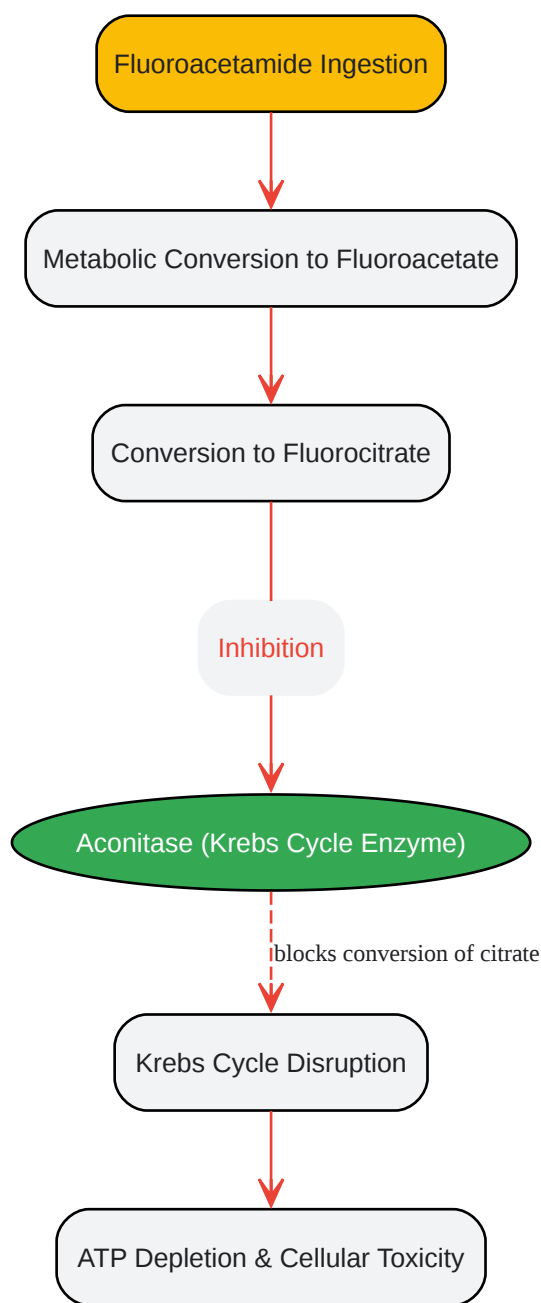 Fluoroacetamide Ingestion
Metabolic Conversion to Fluoroacetate
Conversion to Fluorocitrate
Inhibition
Aconitase (Krebs Cycle Enzyme)
blocks conversion of citrate
Krebs Cycle Disruption
ATP Depletion & Cellular Toxicity